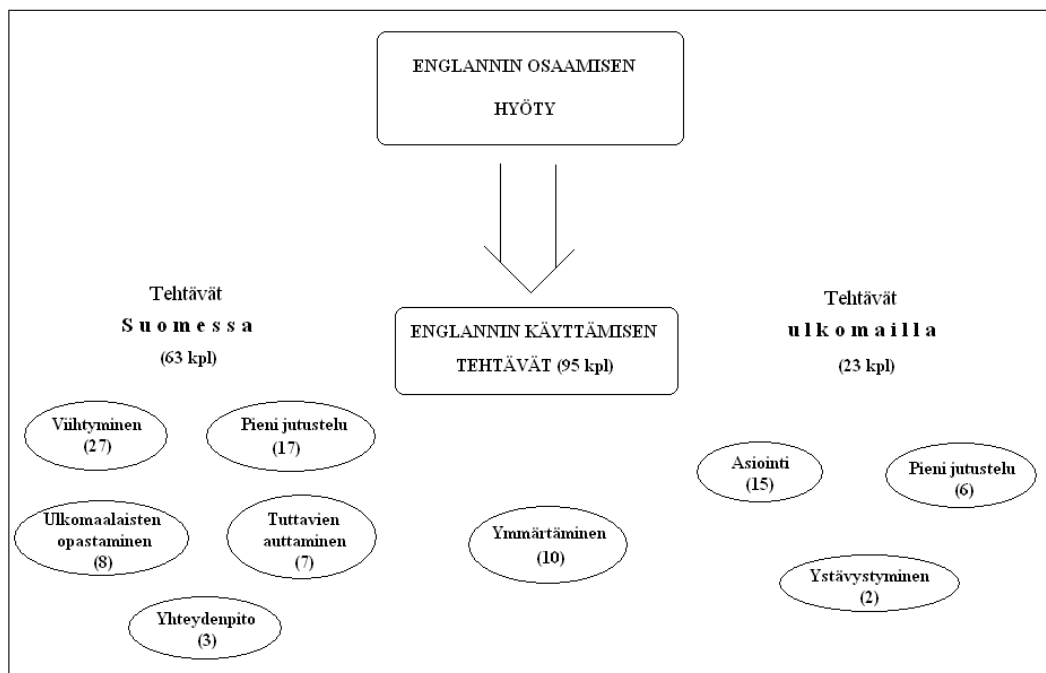 ENGLANNIN OSAAMISEN
HYÖTY
Tehtävät
Suomessa
(63 kpl)
ENGLANNIN KÄYTTÄMISEN
TEHTÄVÄT (95 kpl)
Tehtävät
ulkomailla
(23 kpl)
Viihtyminen
(27)
Pieni jutustelu
(17)
Ulkomaalaisten
opastaminen
(8)
Tuttavien
auttaminen
(7)
Yhteydenpito
(3)
Ymmärtäminen
(10)
Asiointi
(15)
Pieni jutustelu
(6)
Ystävystyminen
(2)